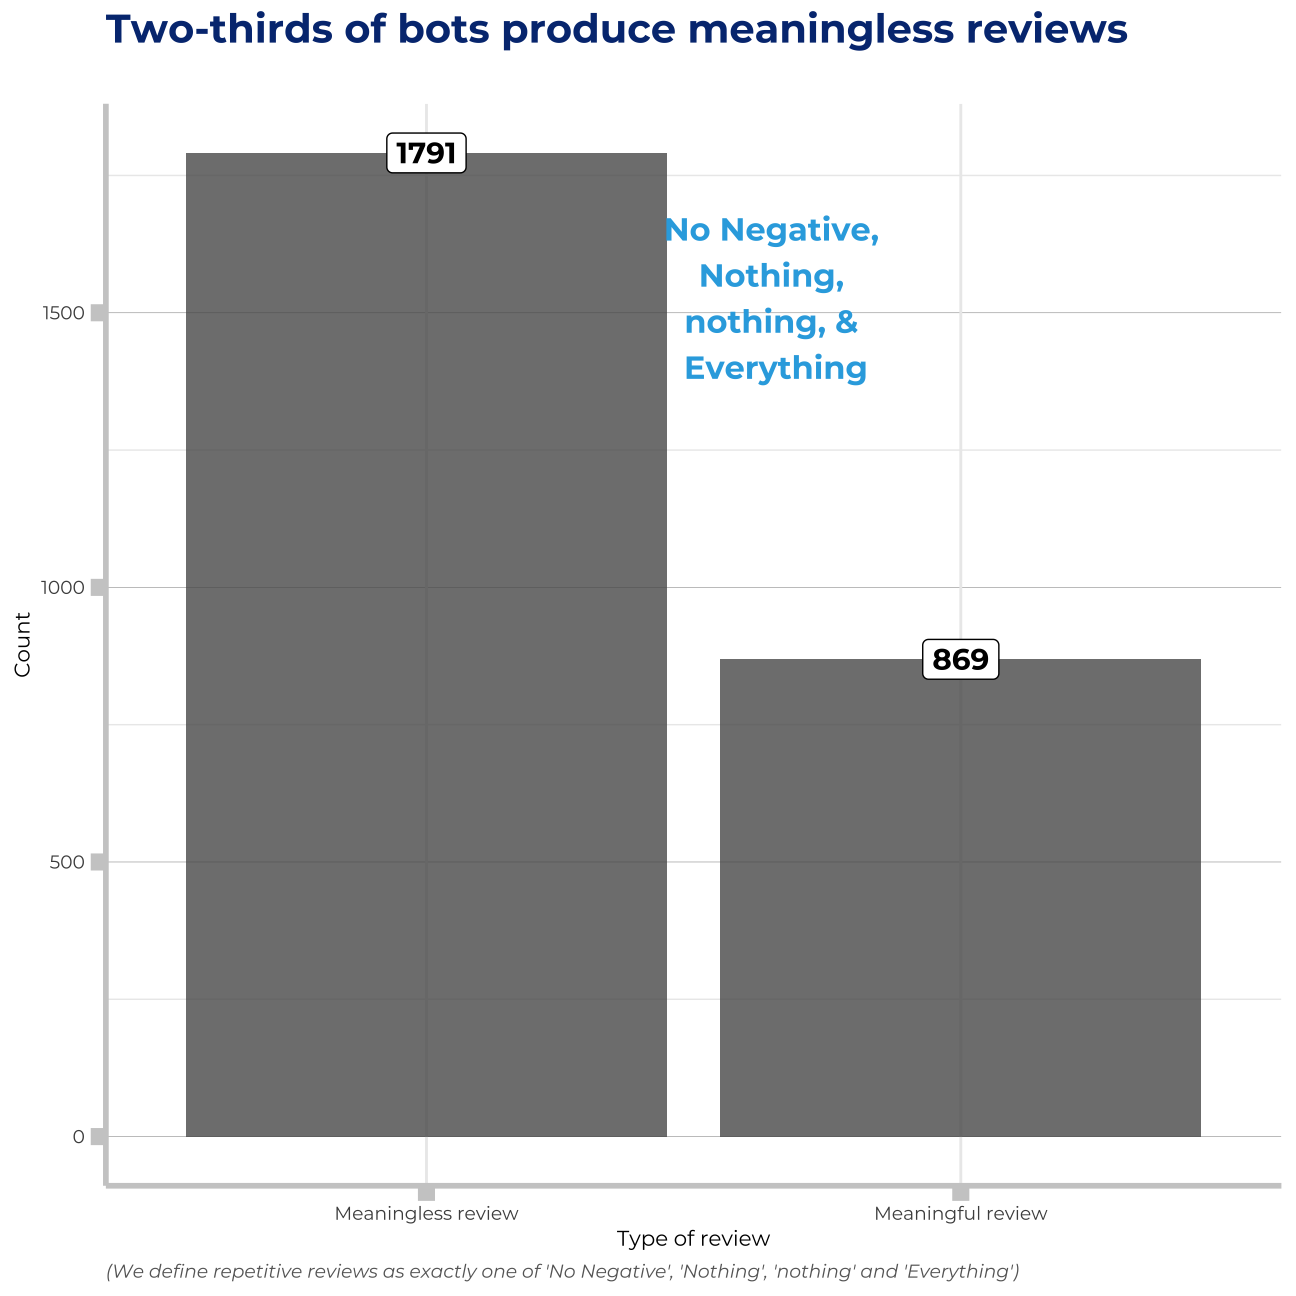 Two-thirds of bots produce meaningless reviews
1791
No Negative,
Nothing,
nothing, &
Everything
1500
1000
869
500
0
Count
Meaningless review
Meaningful review
Type of review
(We define repetitive reviews as exactly one of 'No Negative', 'Nothing', 'nothing' and 'Everything')